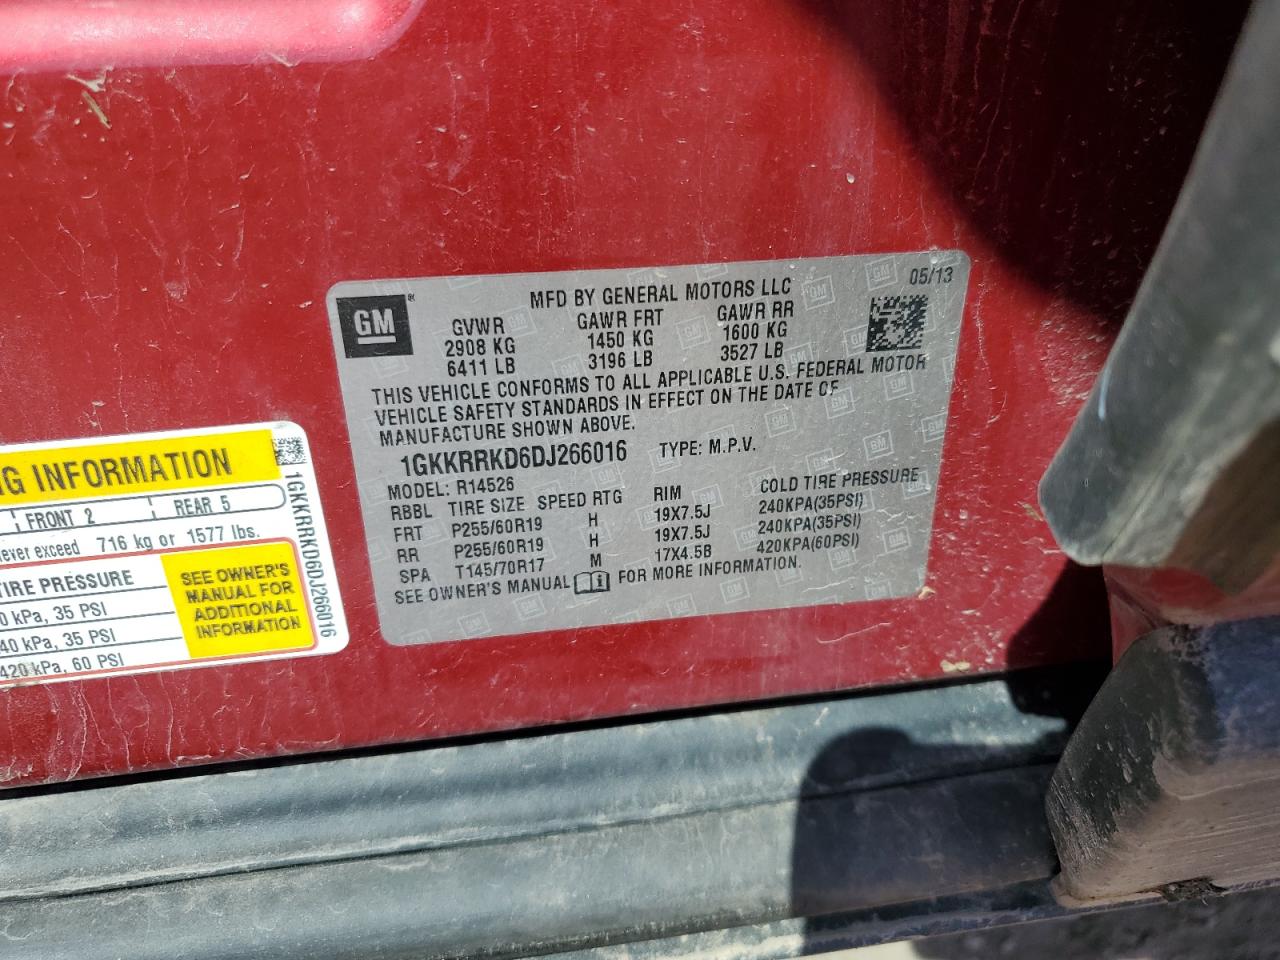 GM ®
MFD BY GENERAL MOTORS LLC 05/13
GVWR GAWR FRT GAWR RR
2908 KG 1450 KG 1600 KG
6411 LB 3196 LB 3527 LB
THIS VEHICLE CONFORMS TO ALL APPLICABLE U.S. FEDERAL MOTOR
VEHICLE SAFETY STANDARDS IN EFFECT ON THE DATE OF
MANUFACTURE SHOWN ABOVE.
1GKKRRKD6DJ266016 TYPE: M.P.V.
MODEL: R14526
RBBL TIRE SIZE SPEED RTG RIM COLD TIRE PRESSURE
FRT P255/60R19 H 19X7.5J 240KPA(35PSI)
RR P255/60R19 H 19X7.5J 240KPA(35PSI)
SPA T145/70R17 M 17X4.5B 420KPA(60PSI)
SEE OWNER'S MANUAL i FOR MORE INFORMATION.
NG INFORMATION
FRONT 2 REAR 5
never exceed 716 kg or 1577 lbs.
TIRE PRESSURE
0 kPa, 35 PSI
40 kPa, 35 PSI
420 kPa, 60 PSI
SEE OWNER'S
MANUAL FOR
ADDITIONAL
INFORMATION
1GKKRRKD6DJ266016